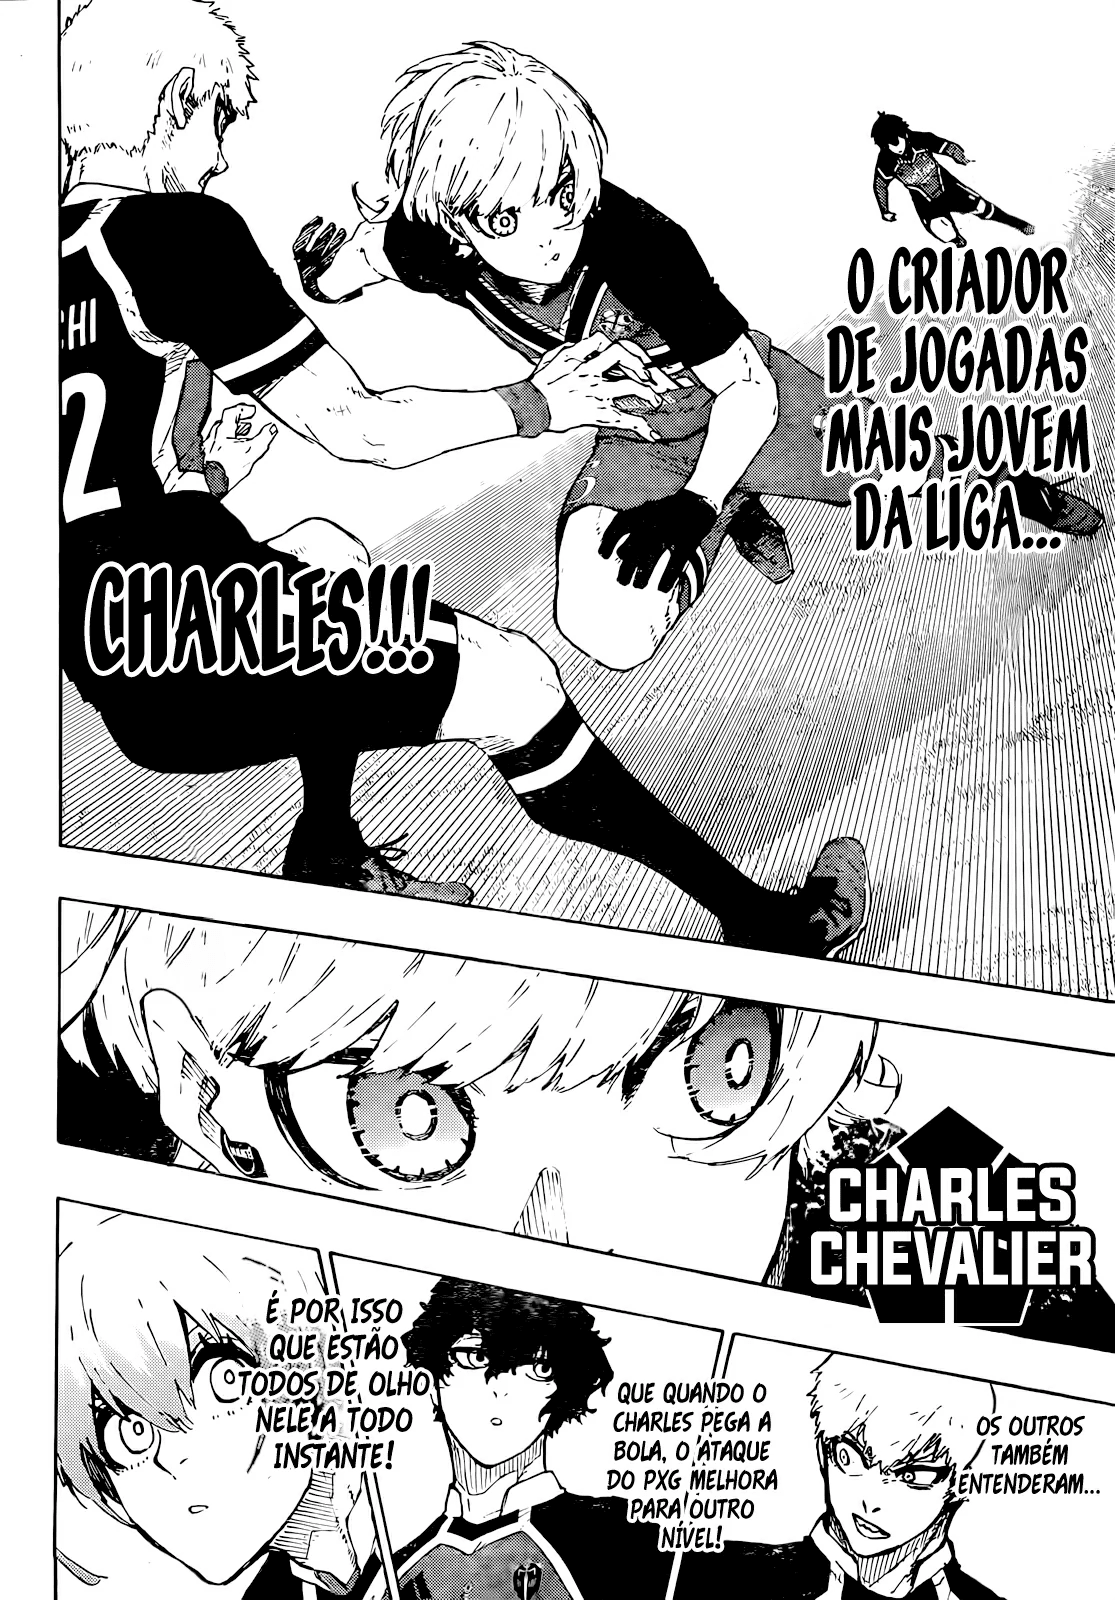 O CRIADOR
DE JOGADAS
MAIS JOVEM
DA LIGA...
CHI
2
CHARLES!!!
CHARLES
CHEVALIER
OS OUTROS
TAMBÉM
ENTENDERAM...
QUE QUANDO O
CHARLES PEGA A
BOLA, O ATAQUE
DO PXG MELHORA
PARA OUTRO
NÍVEL!
É POR ISSO
QUE ESTÃO
TODOS DE OLHO
NELE A TODO
INSTANTE!